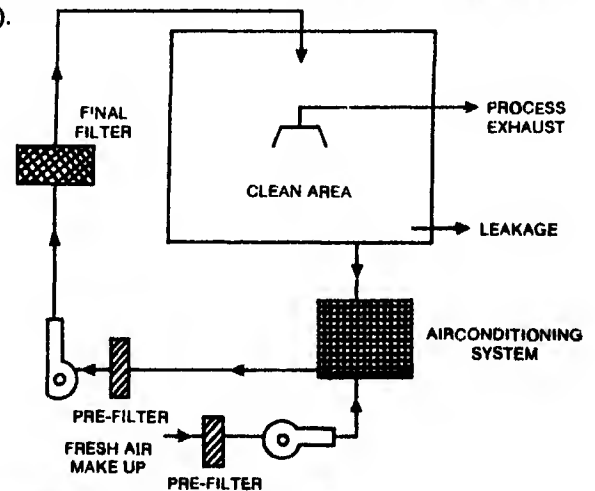 ).
FINAL
FILTER
PROCESS
EXHAUST
CLEAN AREA
LEAKAGE
AIRCONDITIONING
SYSTEM
PRE-FILTER
FRESH AIR
MAKE UP
PRE-FILTER